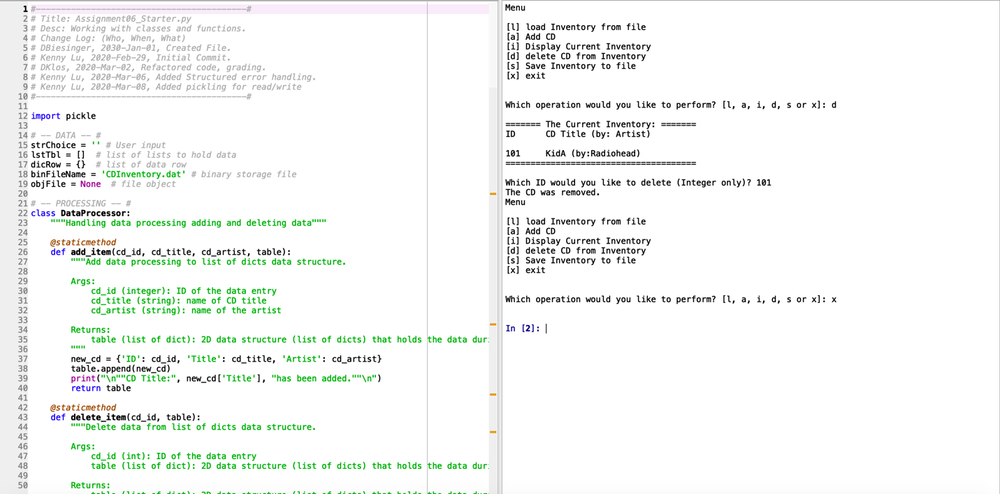 1 #------------------------------------------#
2 # Title: Assignment06_Starter.py
3 # Desc: Working with classes and functions.
4 # Change Log: (Who, When, What)
5 # DBiesinger, 2030-Jan-01, Created File.
6 # Kenny Lu, 2020-Feb-29, Initial Commit.
7 # DKlos, 2020-Mar-02, Refactored code, grading.
8 # Kenny Lu, 2020-Mar-06, Added Structured error handling.
9 # Kenny Lu, 2020-Mar-08, Added pickling for read/write
10 #------------------------------------------#
11
12 import pickle
13
14 # -- DATA -- #
15 strChoice = '' # User input
16 lstTbl = []  # list of lists to hold data
17 dicRow = {}  # list of data row
18 binFileName = 'CDInventory.dat' # binary storage file
19 objFile = None  # file object
20
21 # -- PROCESSING -- #
22 class DataProcessor:
23     """Handling data processing adding and deleting data"""
24
25     @staticmethod
26     def add_item(cd_id, cd_title, cd_artist, table):
27         """Add data processing to list of dicts data structure.
28
29         Args:
30             cd_id (integer): ID of the data entry
31             cd_title (string): name of CD title
32             cd_artist (string): name of the artist
33
34         Returns:
35             table (list of dict): 2D data structure (list of dicts) that holds the data dur
36         """
37         new_cd = {'ID': cd_id, 'Title': cd_title, 'Artist': cd_artist}
38         table.append(new_cd)
39         print("\n""CD Title:", new_cd['Title'], "has been added.""\n")
40         return table
41
42     @staticmethod
43     def delete_item(cd_id, table):
44         """Delete data from list of dicts data structure.
45
46         Args:
47             cd_id (int): ID of the data entry
48             table (list of dict): 2D data structure (list of dicts) that holds the data dur
49
50         Returns:
Menu
[l] load Inventory from file
[a] Add CD
[i] Display Current Inventory
[d] delete CD from Inventory
[s] Save Inventory to file
[x] exit
Which operation would you like to perform? [l, a, i, d, s or x]: d
======= The Current Inventory: =======
ID      CD Title (by: Artist)
101     KidA (by:Radiohead)
======================================
Which ID would you like to delete (Integer only)? 101
The CD was removed.
Menu
[l] load Inventory from file
[a] Add CD
[i] Display Current Inventory
[d] delete CD from Inventory
[s] Save Inventory to file
[x] exit
Which operation would you like to perform? [l, a, i, d, s or x]: x
In [2]: